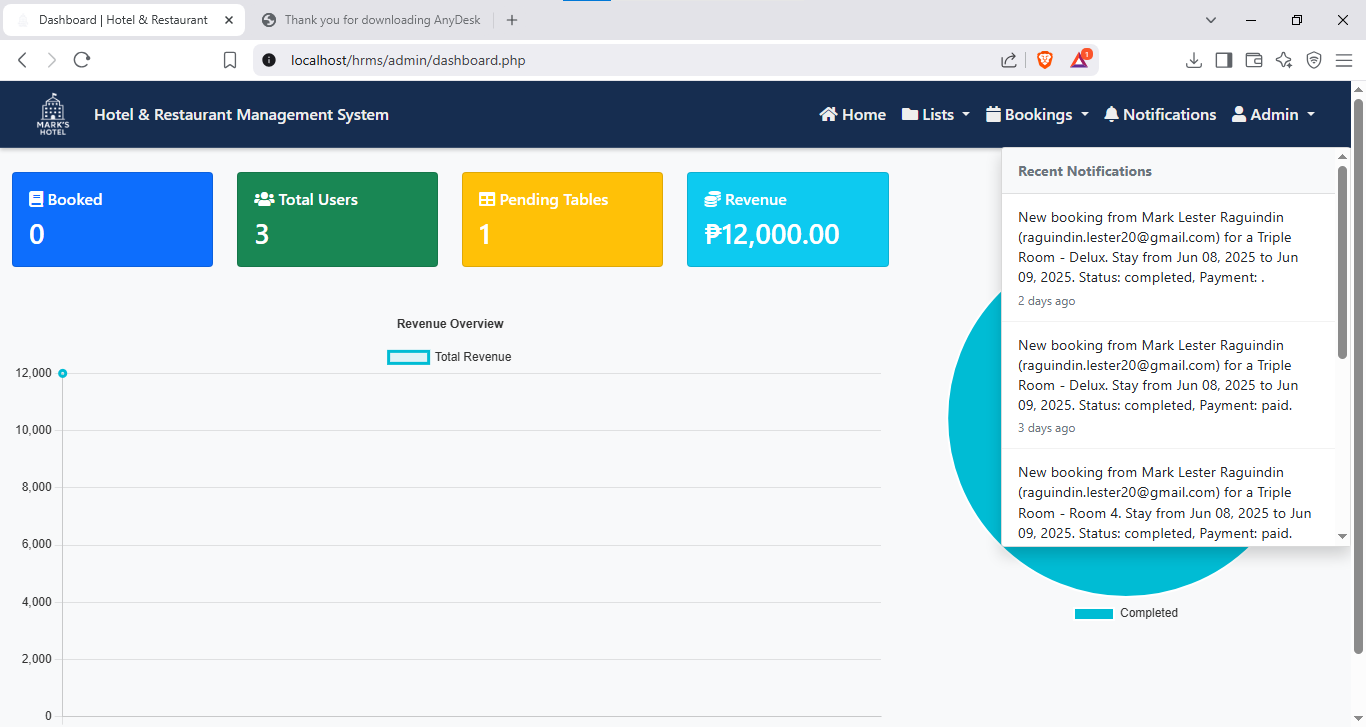 Dashboard | Hotel & Restaurant
Thank you for downloading AnyDesk
localhost/hrms/admin/dashboard.php
1
MARK'S
HOTEL
Hotel & Restaurant Management System
Home
Lists
Bookings
Notifications
Admin
Booked
0
Total Users
3
Pending Tables
1
Revenue
₱12,000.00
Recent Notifications
New booking from Mark Lester Raguindin
(raguindin.lester20@gmail.com) for a Triple
Room - Delux. Stay from Jun 08, 2025 to Jun
09, 2025. Status: completed, Payment: .
2 days ago
New booking from Mark Lester Raguindin
(raguindin.lester20@gmail.com) for a Triple
Room - Delux. Stay from Jun 08, 2025 to Jun
09, 2025. Status: completed, Payment: paid.
3 days ago
New booking from Mark Lester Raguindin
(raguindin.lester20@gmail.com) for a Triple
Room - Room 4. Stay from Jun 08, 2025 to Jun
09, 2025. Status: completed, Payment: paid.
Revenue Overview
Total Revenue
12,000
10,000
8,000
6,000
4,000
2,000
0
Completed